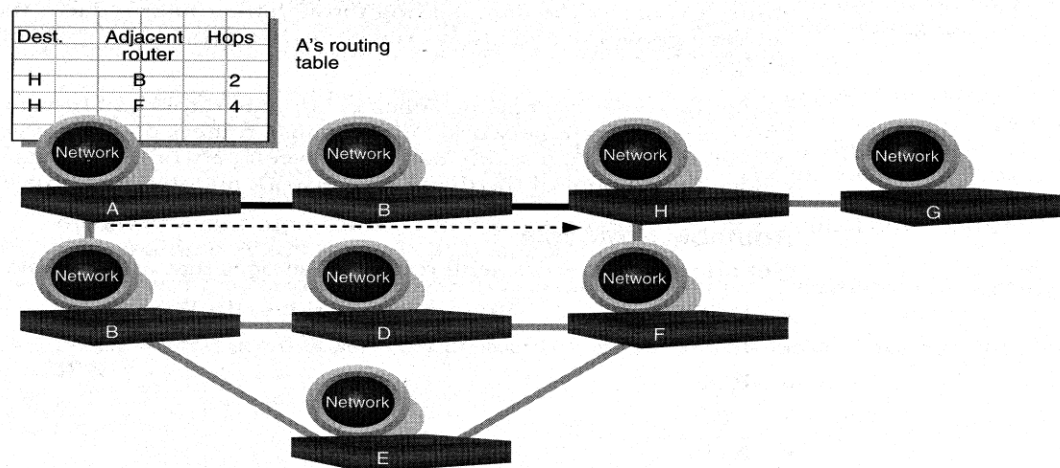 Dest. Adjacent router Hops
H B 2
H F 4
A's routing table
Network
Network
Network
Network
A
B
H
G
Network
Network
Network
B
D
F
Network
E